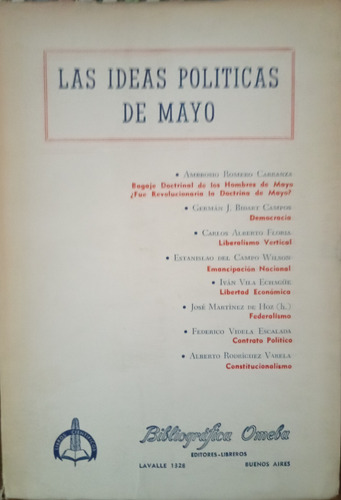 LAS IDEAS POLITICAS
DE MAYO
• AMBROSIO ROMERO CARRANZA
Bagaje Doctrinal de los Hombres de Mayo
¿Fue Revolucionaria la Doctrina de Mayo?
• GERMÁN J. BIDART CAMPOS
Democracia
• CARLOS ALBERTO FLORIA
Liberalismo Vertical
• ESTANISLAO DEL CAMPO WILSON
Emancipación Nacional
• IVÁN VILA ECHAGÜE
Libertad Económica
• JOSÉ MARTÍNEZ DE HOZ (h.)
Federalismo
• FEDERICO VIDELA ESCALADA
Contrato Político
• ALBERTO RODRÍGUEZ VARELA
Constitucionalismo
Bibliográfica Omeba
EDITORES-LIBREROS
LAVALLE 1328 BUENOS AIRES